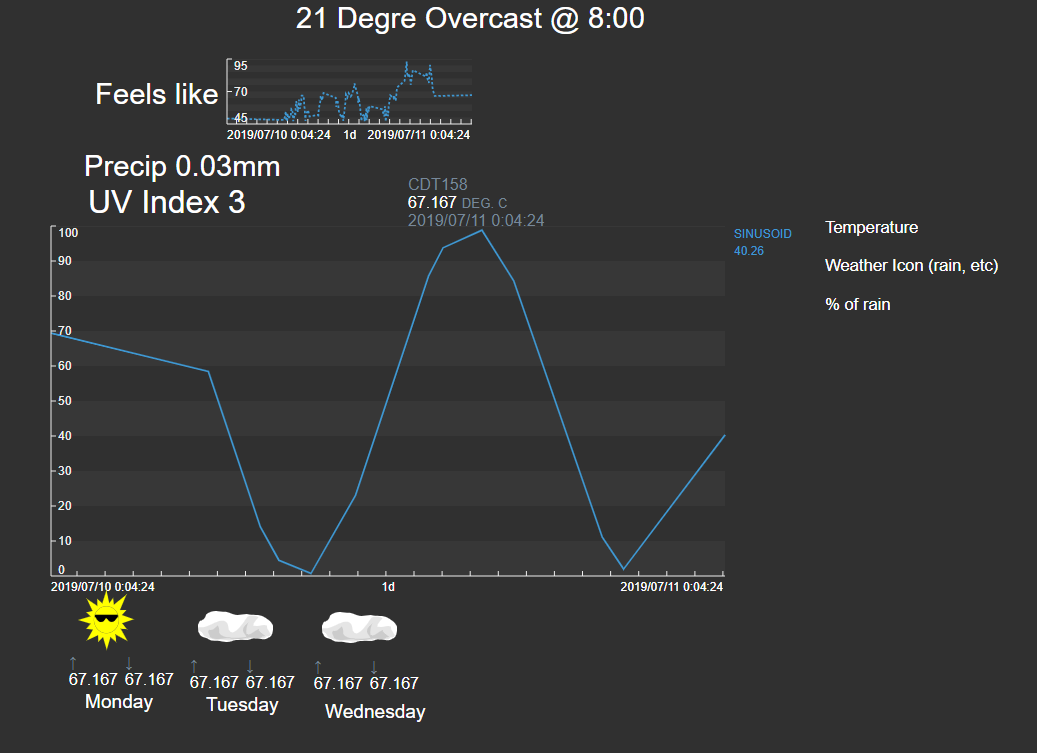 21 Degre Overcast @ 8:00
95
Feels like
70
45
2019/07/10 0:04:24 1d 2019/07/11 0:04:24
Precip 0.03mm
UV Index 3
CDT158
67.167 DEG. C
2019/07/11 0:04:24
100
90
80
70
60
50
40
30
20
10
0
2019/07/10 0:04:24 1d 2019/07/11 0:04:24
SINUSOID
40.26
Temperature
Weather Icon (rain, etc)
% of rain
↑ ↓
67.167 67.167
Monday
↑ ↓
67.167 67.167
Tuesday
↑ ↓
67.167 67.167
Wednesday